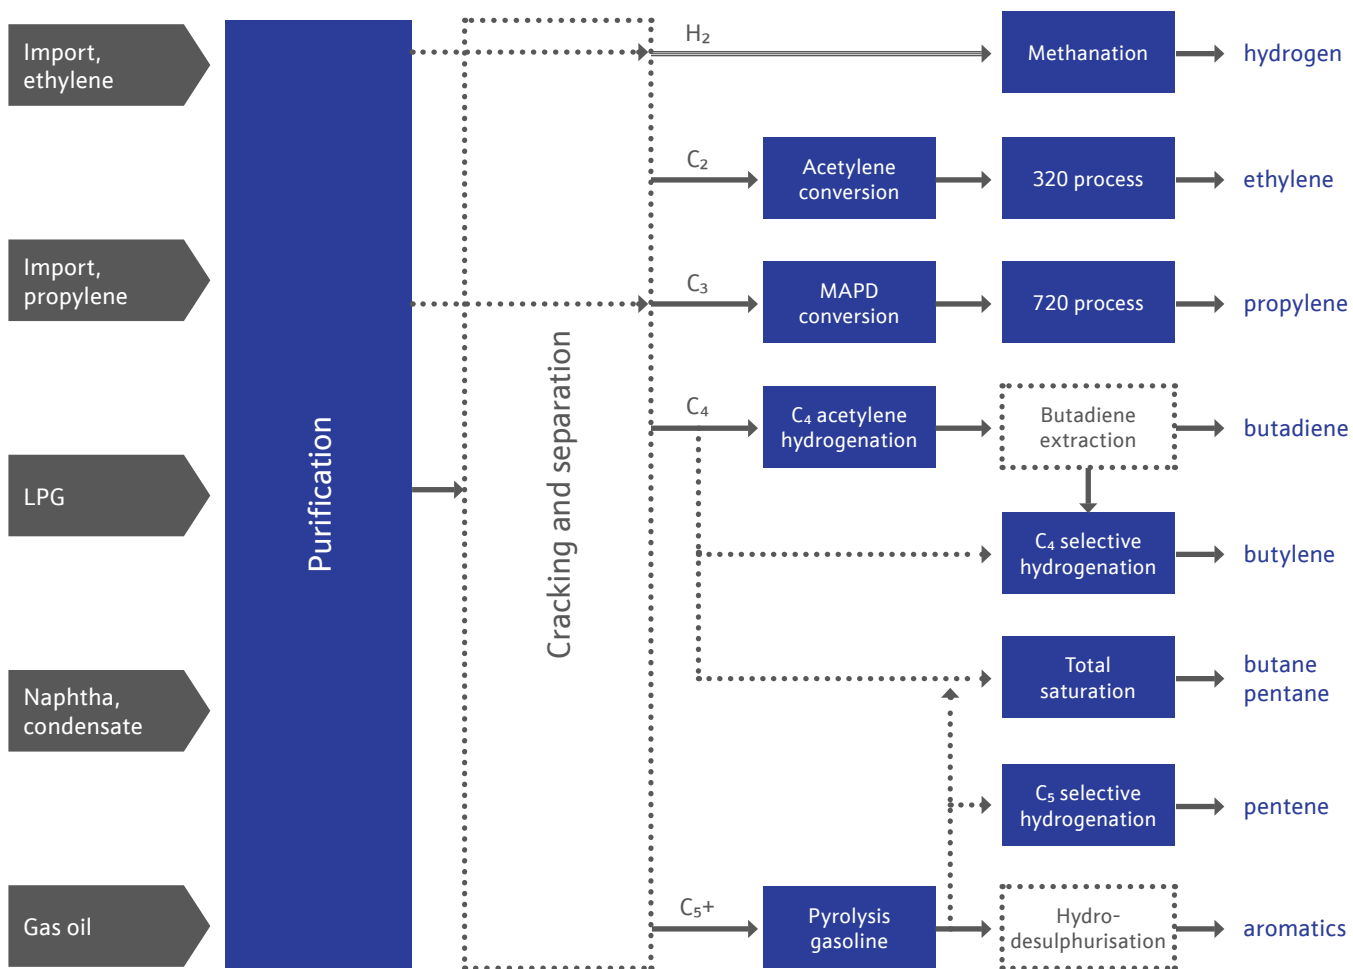 Import,
ethylene
Import,
propylene
LPG
Naphtha,
condensate
Gas oil
Purification
Cracking and separation
H₂
Methanation
hydrogen
C₂
Acetylene
conversion
320 process
ethylene
C₃
MAPD
conversion
720 process
propylene
C₄
C₄ acetylene
hydrogenation
Butadiene
extraction
butadiene
C₄ selective
hydrogenation
butylene
Total
saturation
butane
pentane
C₅ selective
hydrogenation
pentene
C₅+
Pyrolysis
gasoline
Hydro-
desulphurisation
aromatics